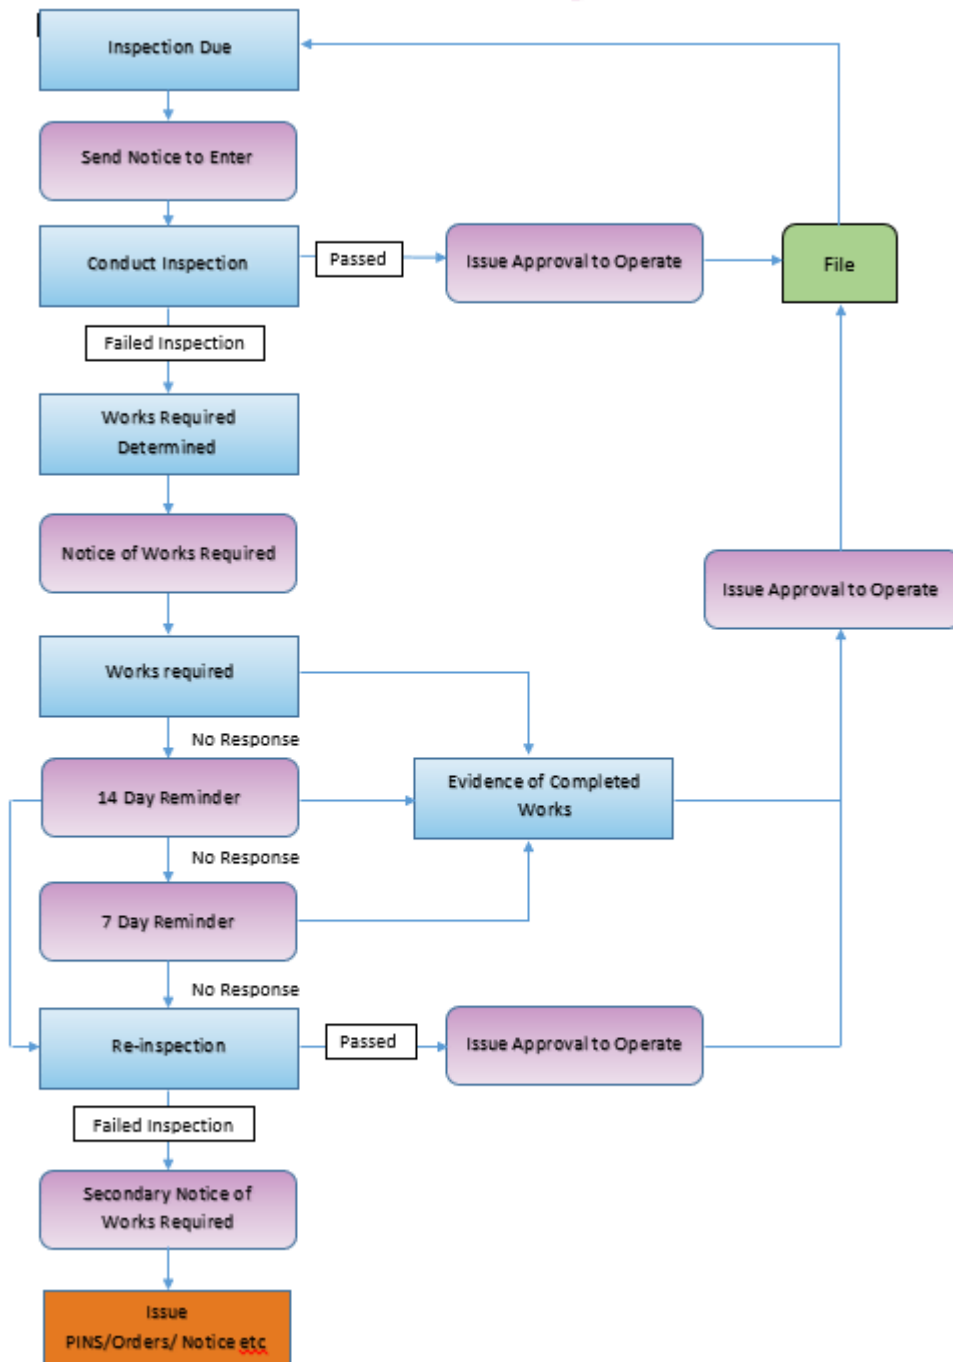 Inspection Due
Send Notice to Enter
Conduct Inspection
Passed
Issue Approval to Operate
File
Failed Inspection
Works Required
Determined
Notice of Works Required
Issue Approval to Operate
Works required
No Response
14 Day Reminder
Evidence of Completed
Works
No Response
7 Day Reminder
No Response
Re-inspection
Passed
Issue Approval to Operate
Failed Inspection
Secondary Notice of
Works Required
Issue
PINS/Orders/ Notice etc